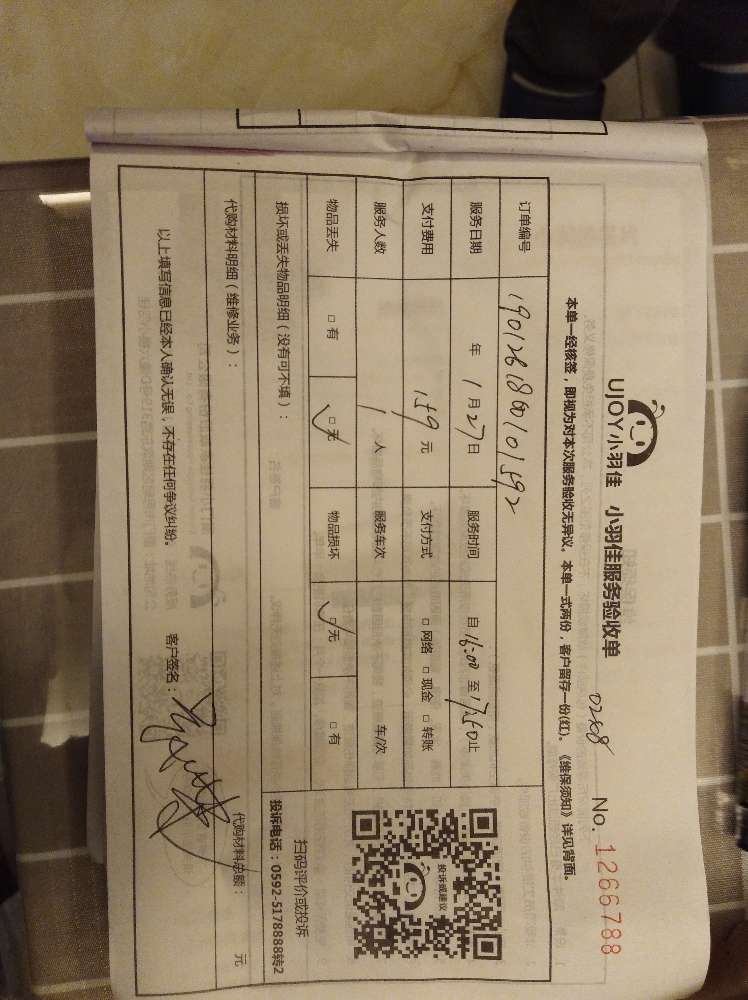 UJOY小羽佳 小羽佳服务验收单 0208 No. 1266788
本单一经核签，即视为对本次服务验收无异议。本单一式两份，客户留存一份(红)。《维保须知》详见背面。
订单编号
服务日期 年 1 月 27 日 服务时间 自 16:00 至 17:50 止
支付费用 159 元 支付方式 □ 网络 □ 现金 □ 转账
服务人数 1 人 服务车次 车/次
物品丢失 □ 有 □ 无 物品损坏 □ 无 □ 有
投诉或建议
扫码评价或投诉
投诉电话：0592-5178888转2
损坏或丢失物品明细（没有可不填）：
代购材料明细（维修业务）： 代购材料总额： 元
以上填写信息已经本人确认无误，不存在任何争议纠纷。 客户签名：